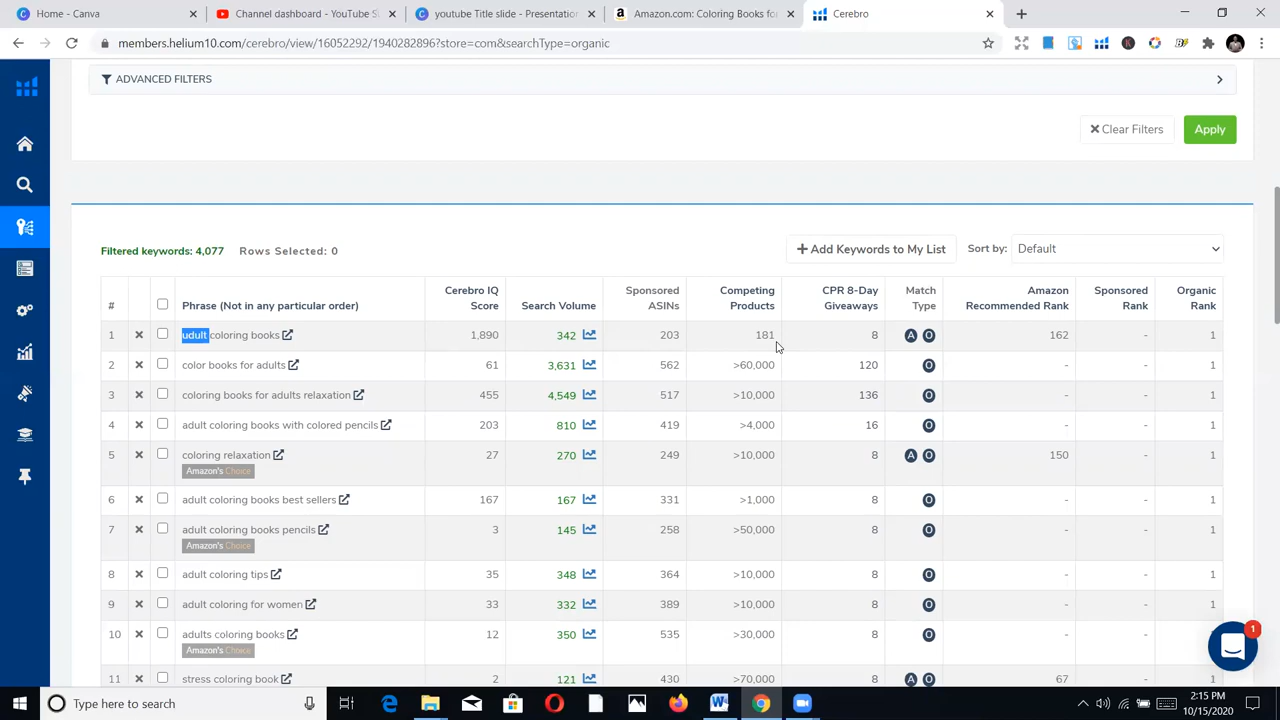 Home - Canva
Channel dashboard - YouTube S
youtube Title slide - Presentation
Amazon.com: Coloring Books for
Cerebro
members.helium10.com/cerebro/view/16052292/1940282896?store=com&searchType=organic
ADVANCED FILTERS
Clear Filters
Apply
Filtered keywords: 4,077 Rows Selected: 0
Add Keywords to My List
Sort by: Default
# Phrase (Not in any particular order) Cerebro IQ Score Search Volume Sponsored ASINs Competing Products CPR 8-Day Giveaways Match Type Amazon Recommended Rank Sponsored Rank Organic Rank
1 udult coloring books 1,890 342 203 181 8 A O 162 - 1
2 color books for adults 61 3,631 562 >60,000 120 O - - 1
3 coloring books for adults relaxation 455 4,549 517 >10,000 136 O - - 1
4 adult coloring books with colored pencils 203 810 419 >4,000 16 O - - 1
5 coloring relaxation 27 270 249 >10,000 8 A O 150 - 1
Amazon's Choice
6 adult coloring books best sellers 167 167 331 >1,000 8 O - - 1
7 adult coloring books pencils 3 145 258 >50,000 8 O - - 1
Amazon's Choice
8 adult coloring tips 35 348 364 >10,000 8 O - - 1
9 adult coloring for women 33 332 389 >10,000 8 O - - 1
10 adults coloring books 12 350 535 >30,000 8 O - - 1
Amazon's Choice
11 stress coloring book 2 121 430 >70,000 8 A O 67 - 1
1
Type here to search
2:15 PM
10/15/2020